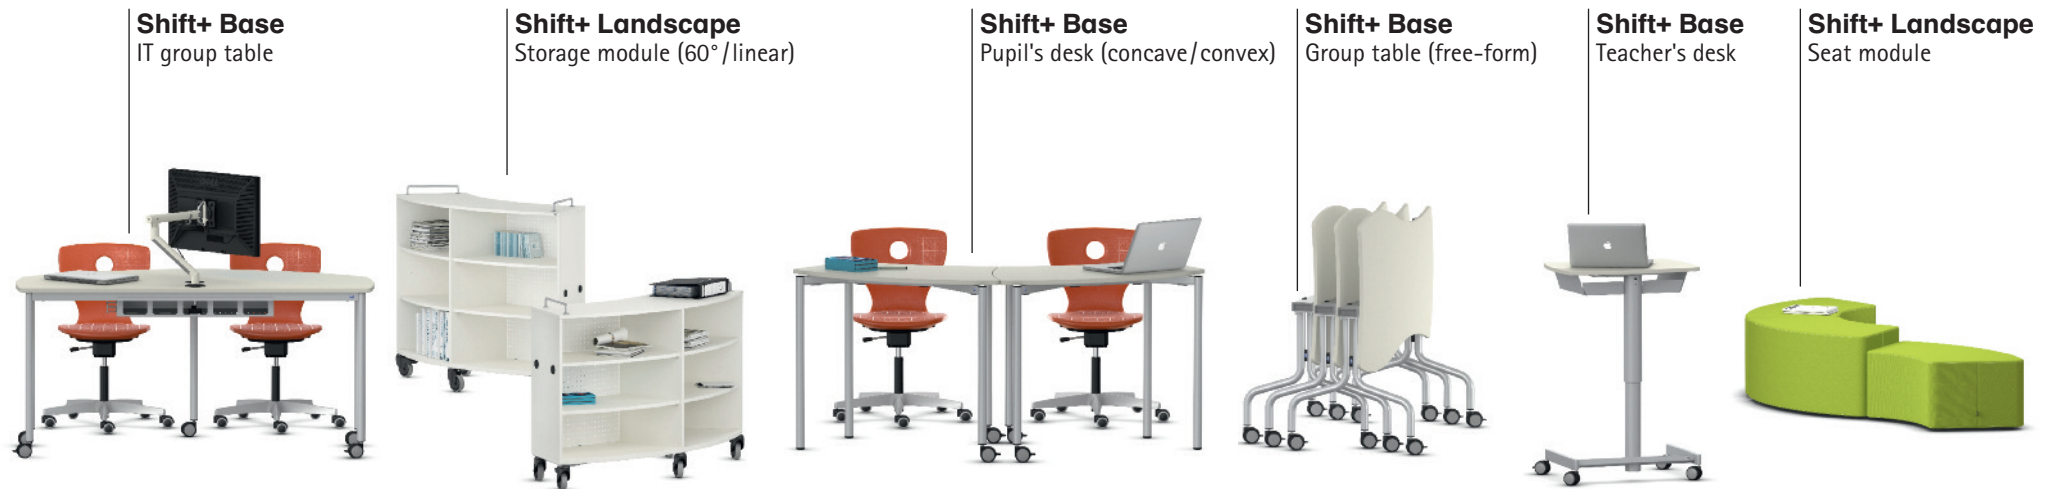 Shift+ Base
IT group table
Shift+ Landscape
Storage module (60°/linear)
Shift+ Base
Pupil's desk (concave/convex)
Shift+ Base
Group table (free-form)
Shift+ Base
Teacher's desk
Shift+ Landscape
Seat module